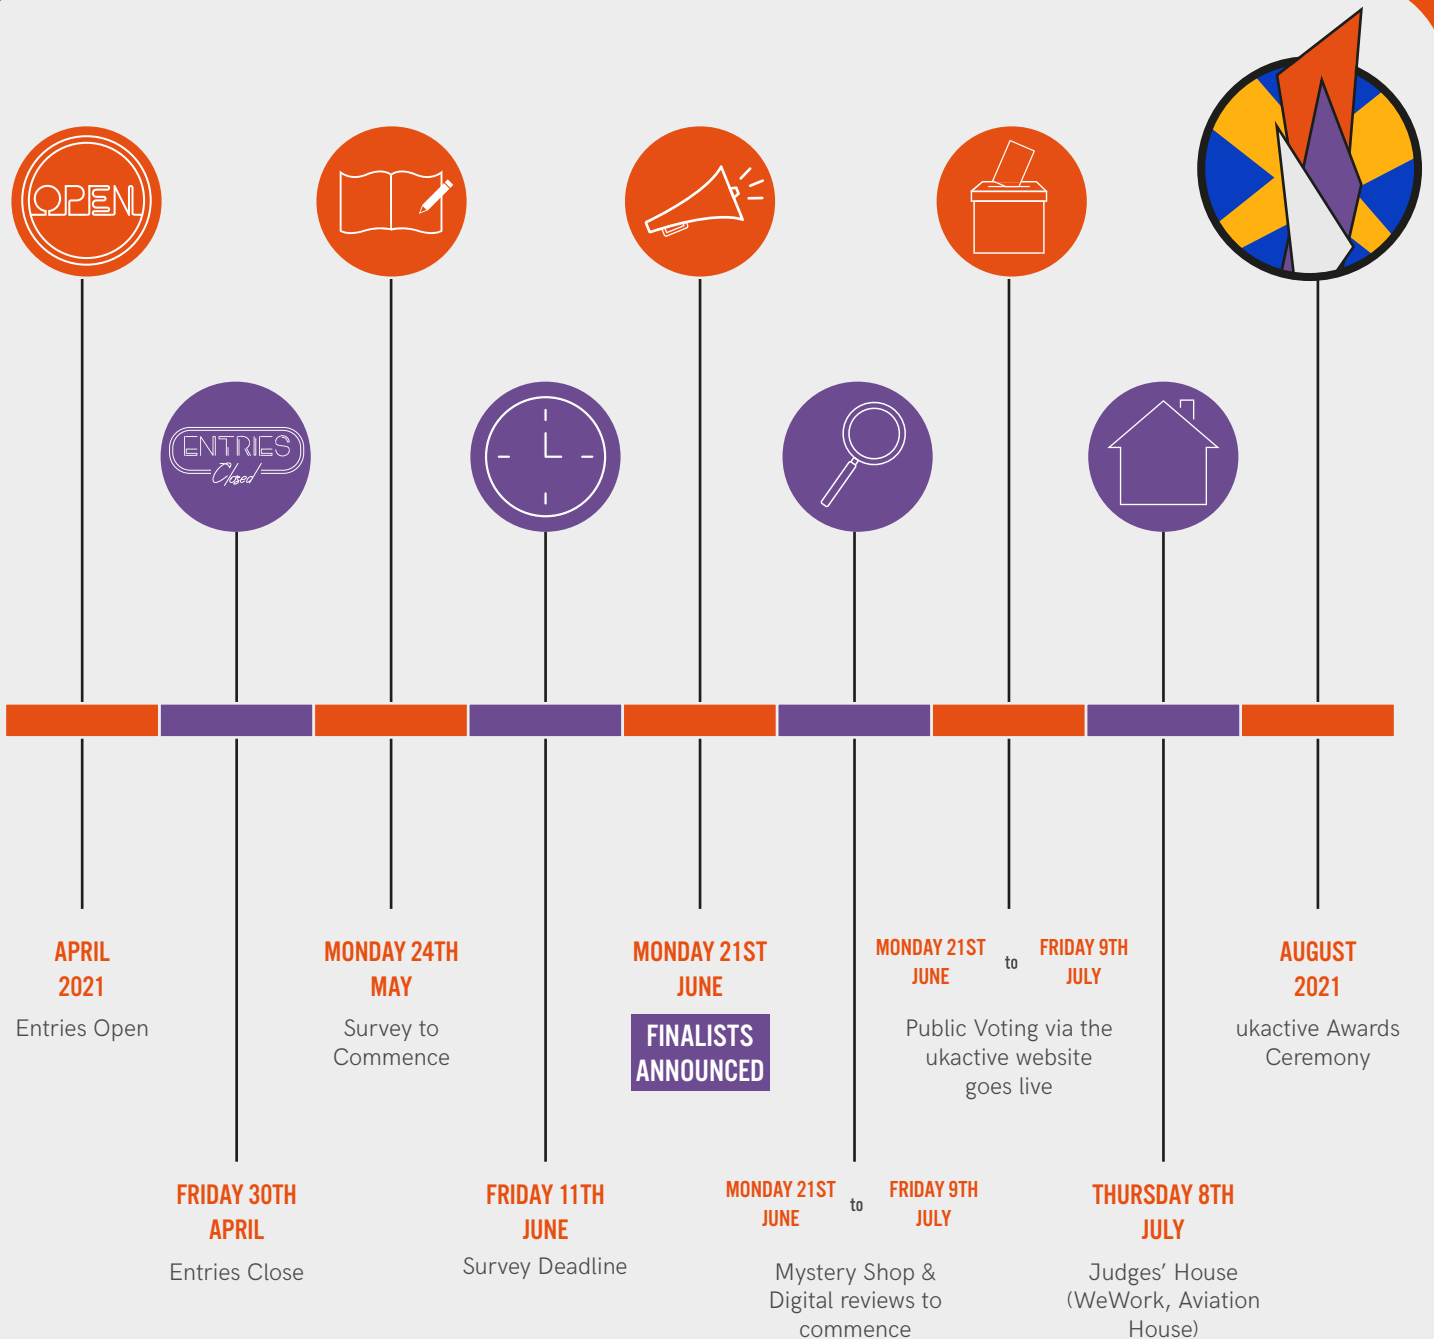 OPEN
ENTRIES
Closed
APRIL
2021
Entries Open
FRIDAY 30TH
APRIL
Entries Close
MONDAY 24TH
MAY
Survey to
Commence
FRIDAY 11TH
JUNE
Survey Deadline
MONDAY 21ST
JUNE
FINALISTS
ANNOUNCED
MONDAY 21ST
JUNE
to
FRIDAY 9TH
JULY
Mystery Shop &
Digital reviews to
commence
MONDAY 21ST
JUNE
to
FRIDAY 9TH
JULY
Public Voting via the
ukactive website
goes live
THURSDAY 8TH
JULY
Judges’ House
(WeWork, Aviation
House)
AUGUST
2021
ukactive Awards
Ceremony